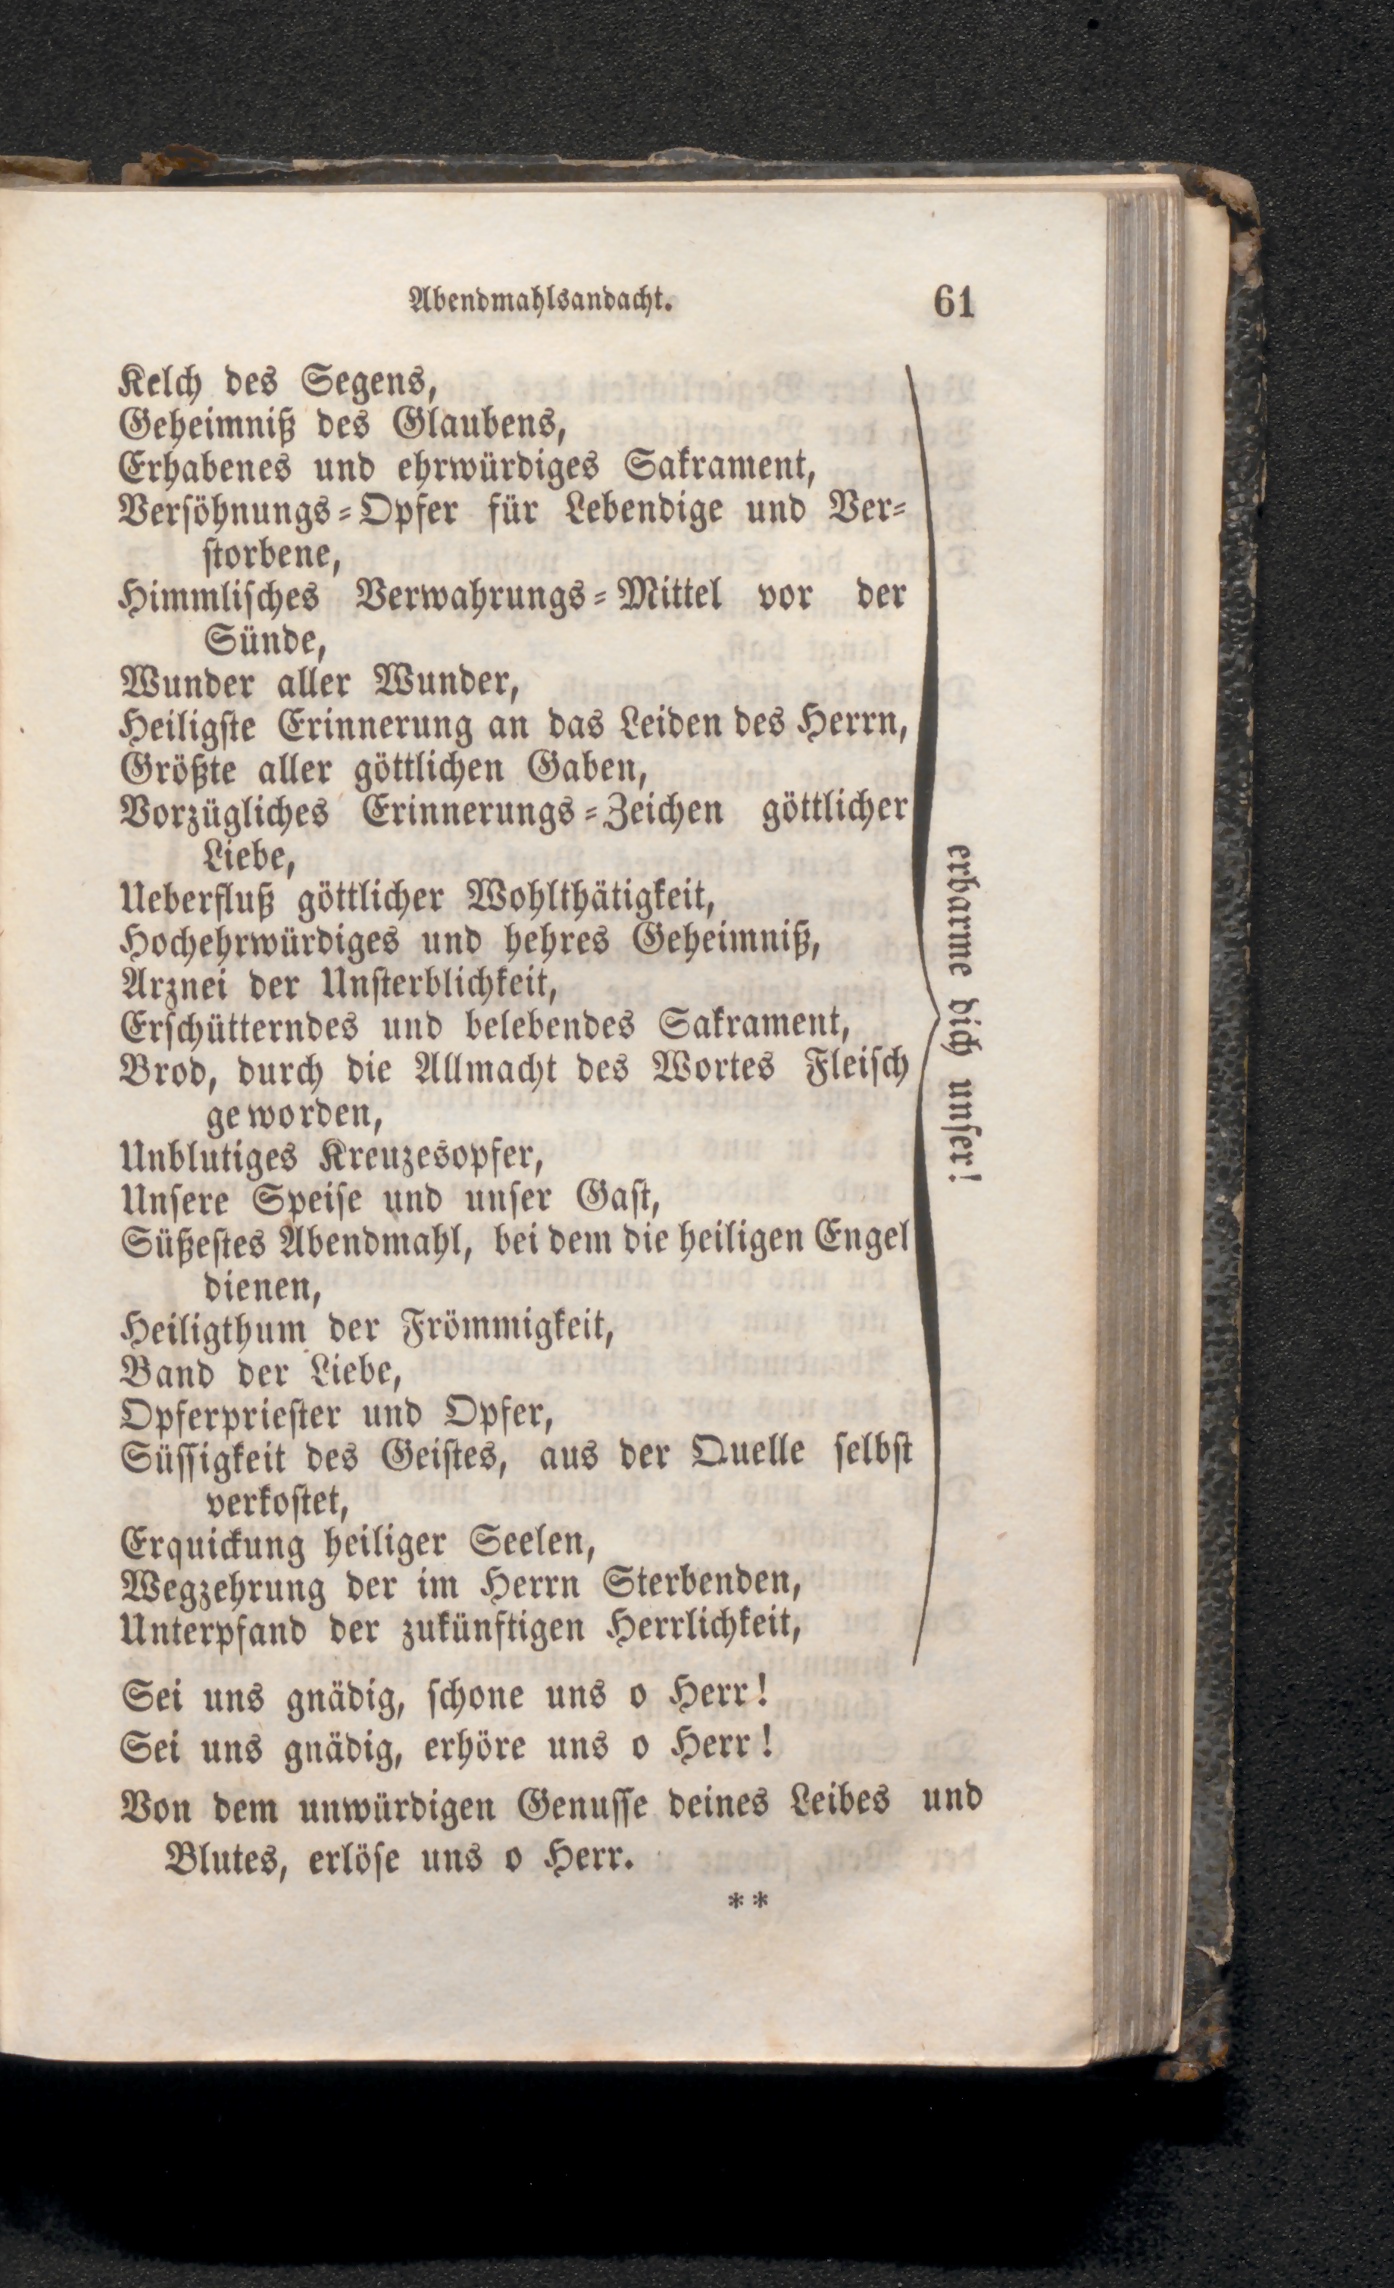 Abendmahlsandacht. 61
Kelch des Segens,
Geheimniß des Glaubens,
Erhabenes und ehrwürdiges Sakrament,
Versöhnungs-Opfer für Lebendige und Ver-
storbene,
Himmlisches Verwahrungs-Mittel vor der
Sünde,
Wunder aller Wunder,
Heiligste Erinnerung an das Leiden des Herrn,
Größte aller göttlichen Gaben,
Vorzügliches Erinnerungs-Zeichen göttlicher
Liebe,
Ueberfluß göttlicher Wohlthätigkeit,
Hochehrwürdiges und hehres Geheimniß,
Arznei der Unsterblichkeit,
Erschütterndes und belebendes Sakrament,
Brod, durch die Allmacht des Wortes Fleisch
geworden,
Unblutiges Kreuzesopfer,
Unsere Speise und unser Gast,
Süßestes Abendmahl, bei dem die heiligen Engel
dienen,
Heiligthum der Frömmigkeit,
Band der Liebe,
Opferpriester und Opfer,
Süssigkeit des Geistes, aus der Quelle selbst
verkostet,
Erquickung heiliger Seelen,
Wegzehrung der im Herrn Sterbenden,
Unterpfand der zukünftigen Herrlichkeit,
erbarme dich unser!
Sei uns gnädig, schone uns o Herr!
Sei uns gnädig, erhöre uns o Herr!
Von dem unwürdigen Genusse deines Leibes und
Blutes, erlöse uns o Herr.
**